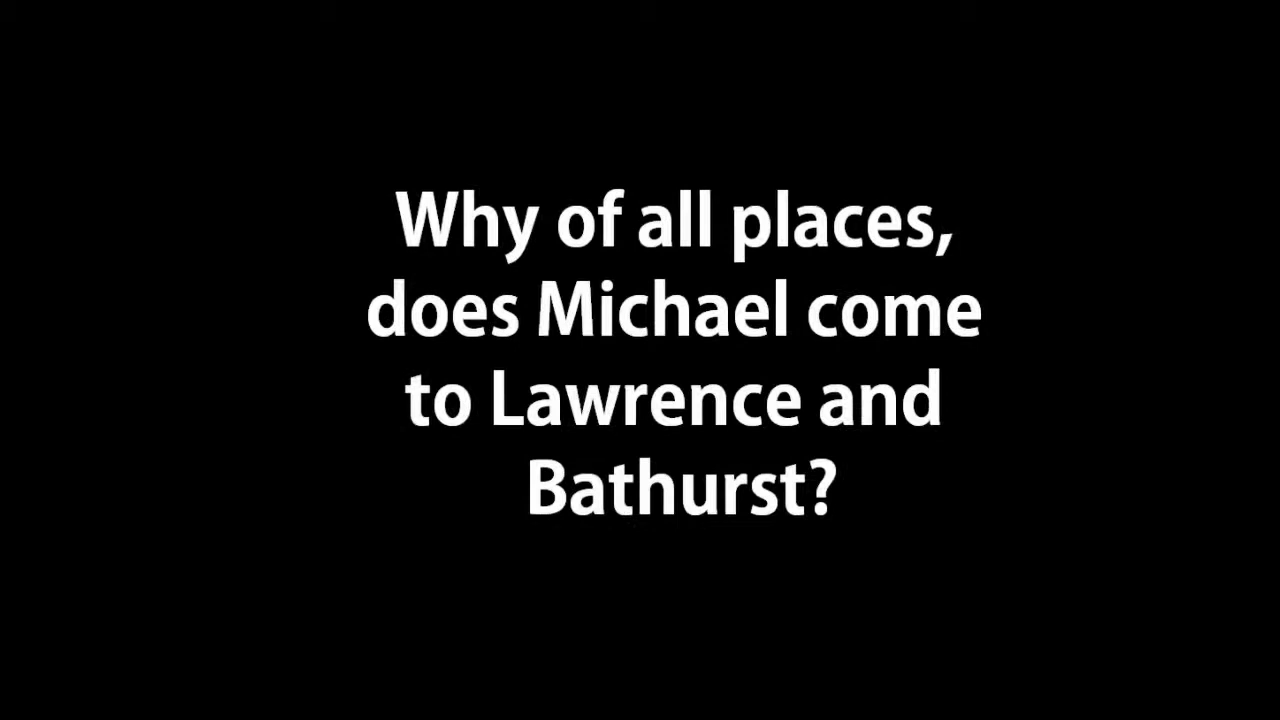 Why of all places,
does Michael come
to Lawrence and
Bathurst?